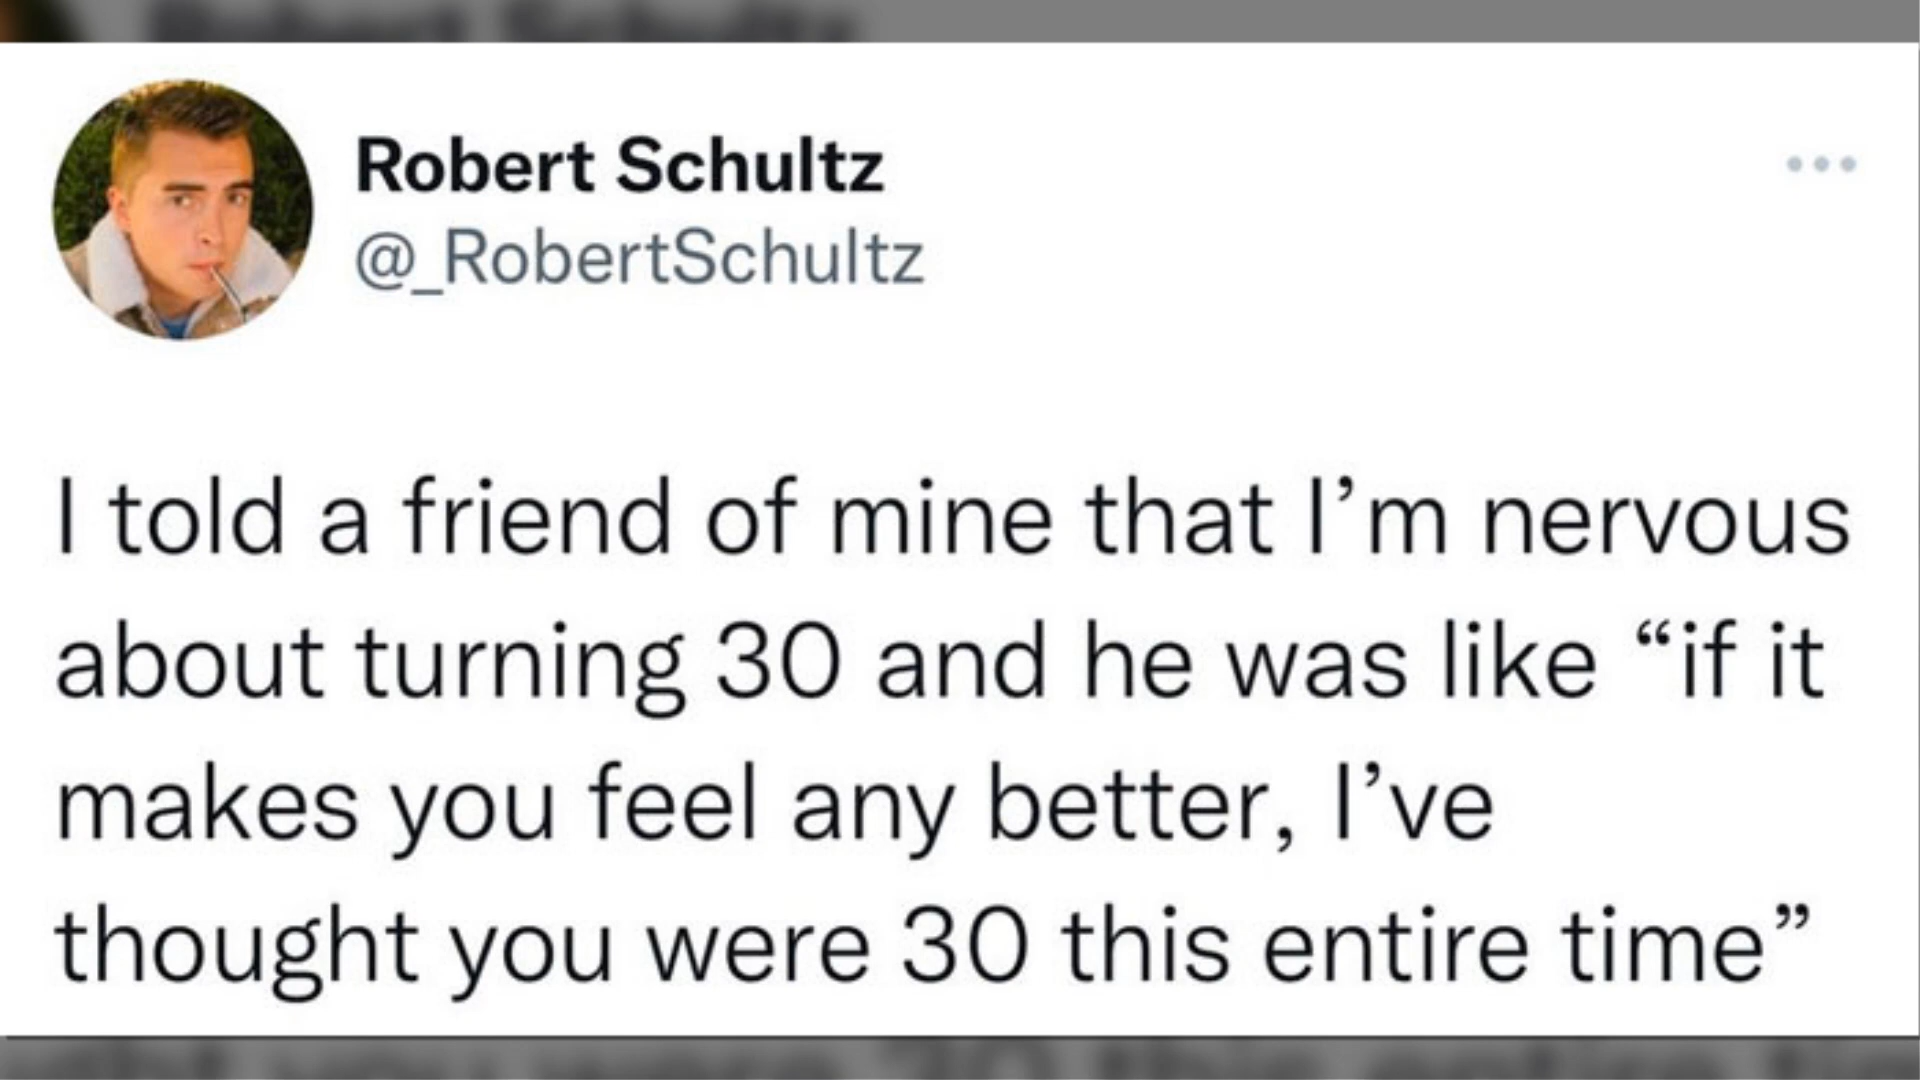 Robert Schultz
@_RobertSchultz
I told a friend of mine that I’m nervous
about turning 30 and he was like “if it
makes you feel any better, I’ve
thought you were 30 this entire time”